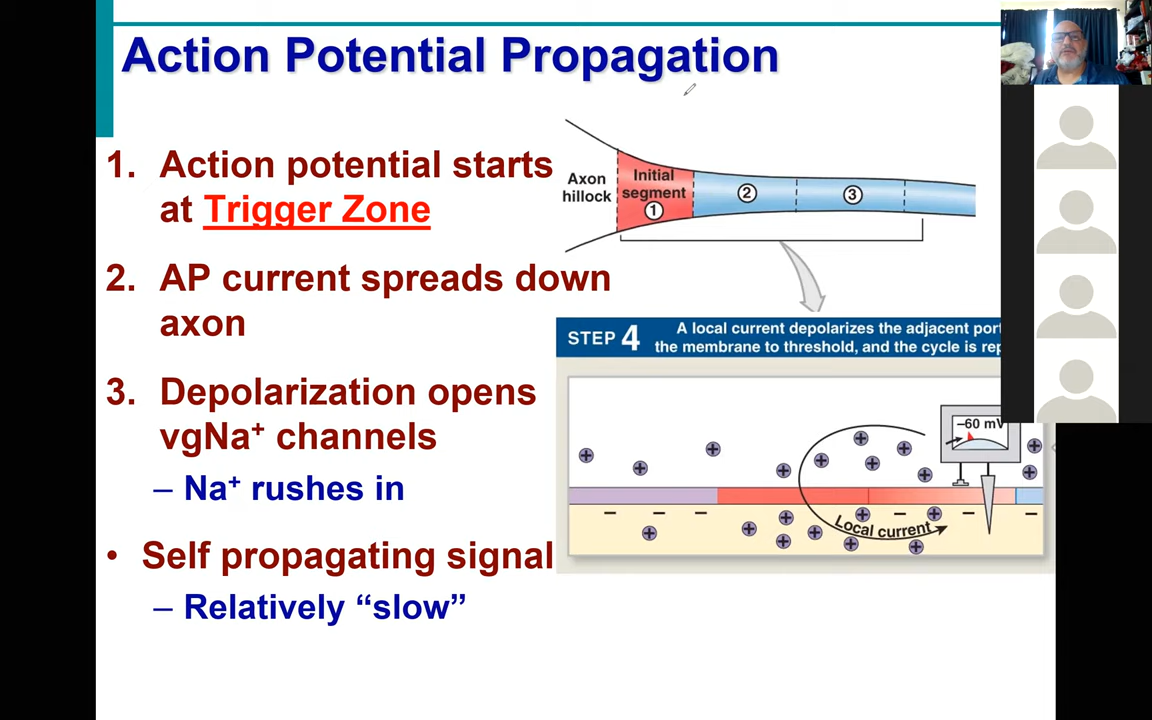 Action Potential Propagation
1. Action potential starts
at Trigger Zone
2. AP current spreads down
axon
3. Depolarization opens
vgNa⁺ channels
– Na⁺ rushes in
• Self propagating signal
– Relatively “slow”
Axon
hillock
Initial
segment
1
2
3
STEP 4
A local current depolarizes the adjacent
the membrane to threshold, and the cycle is
–60 mV
Local current